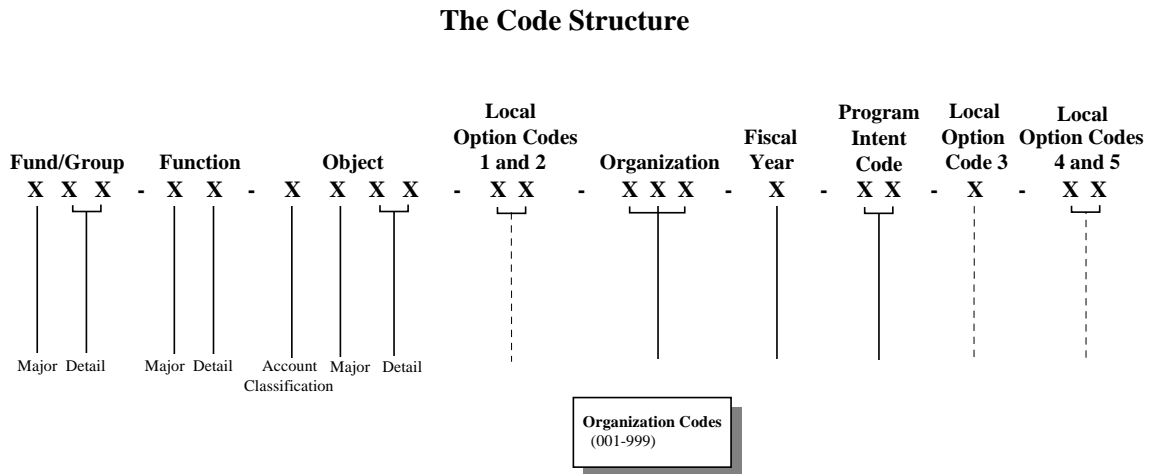 The Code Structure
Fund/Group
Function
Object
Local
Option Codes
1 and 2
Organization
Fiscal
Year
Program
Intent
Code
Local
Option
Code 3
Local
Option Codes
4 and 5
X X X - X X - X X X X - X X - X X X - X - X X - X - X X
Major Detail
Major Detail
Account
Classification
Major
Detail
Organization Codes
(001-999)